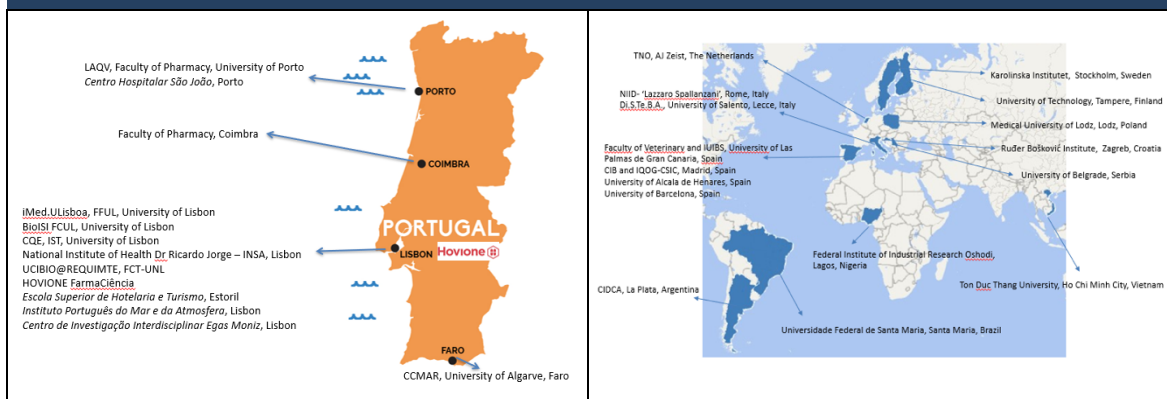 LAQV, Faculty of Pharmacy, University of Porto
Centro Hospitalar São João, Porto
PORTO
Faculty of Pharmacy, Coimbra
COIMBRA
iMed.ULisboa, FFUL, University of Lisbon
BioISI FCUL, University of Lisbon
CQE, IST, University of Lisbon
National Institute of Health Dr Ricardo Jorge – INSA, Lisbon
UCIBIO@REQUIMTE, FCT-UNL
HOVIONE FarmaCiência
Escola Superior de Hotelaria e Turismo, Estoril
Instituto Português do Mar e da Atmosfera, Lisbon
Centro de Investigação Interdisciplinar Egas Moniz, Lisbon
PORTUGAL
LISBON
Hovione
FARO
CCMAR, University of Algarve, Faro
TNO, AJ Zeist, The Netherlands
NIID- ‘Lazzaro Spallanzani’, Rome, Italy
Di.S.Te.B.A., University of Salento, Lecce, Italy
Faculty of Veterinary and IUIBS, University of Las
Palmas de Gran Canaria, Spain
CIB and IQOG-CSIC, Madrid, Spain
University of Alcala de Henares, Spain
University of Barcelona, Spain
CIDCA, La Plata, Argentina
Karolinska Institutet, Stockholm, Sweden
University of Technology, Tampere, Finland
Medical University of Lodz, Lodz, Poland
Ruđer Bošković Institute, Zagreb, Croatia
University of Belgrade, Serbia
Federal Institute of Industrial Research Oshodi,
Lagos, Nigeria
Ton Duc Thang University, Ho Chi Minh City, Vietnam
Universidade Federal de Santa Maria, Santa Maria, Brazil